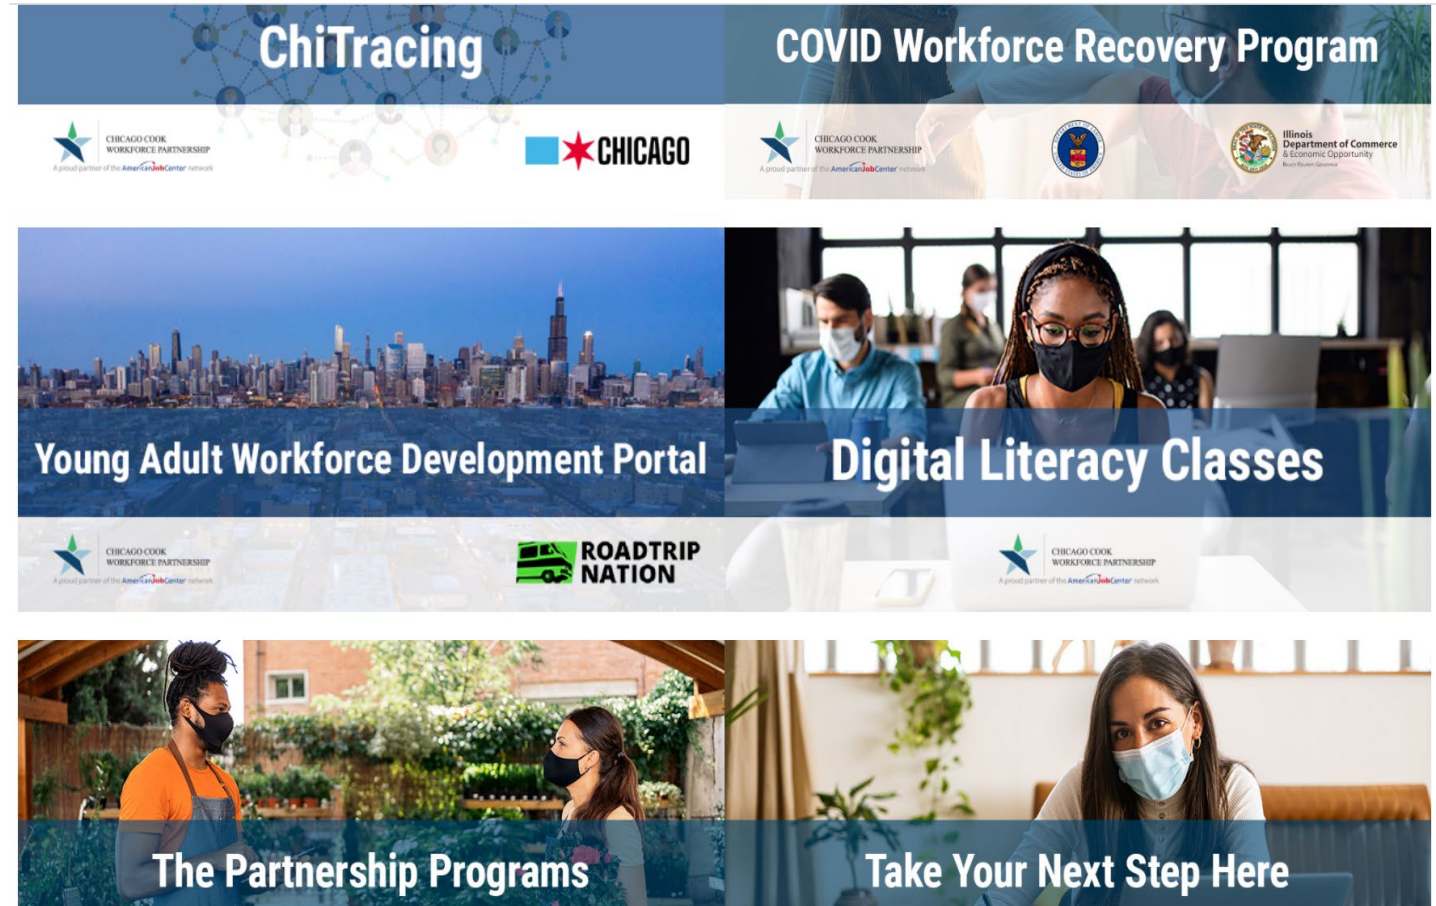 ChiTracing
CHICAGO COOK
WORKFORCE PARTNERSHIP
A proud partner of the AmericanJobCenter network
CHICAGO
COVID Workforce Recovery Program
CHICAGO COOK
WORKFORCE PARTNERSHIP
A proud partner of the AmericanJobCenter network
Illinois
Department of Commerce
& Economic Opportunity
Young Adult Workforce Development Portal
CHICAGO COOK
WORKFORCE PARTNERSHIP
A proud partner of the AmericanJobCenter network
ROADTRIP
NATION
Digital Literacy Classes
CHICAGO COOK
WORKFORCE PARTNERSHIP
A proud partner of the AmericanJobCenter network
The Partnership Programs
Take Your Next Step Here